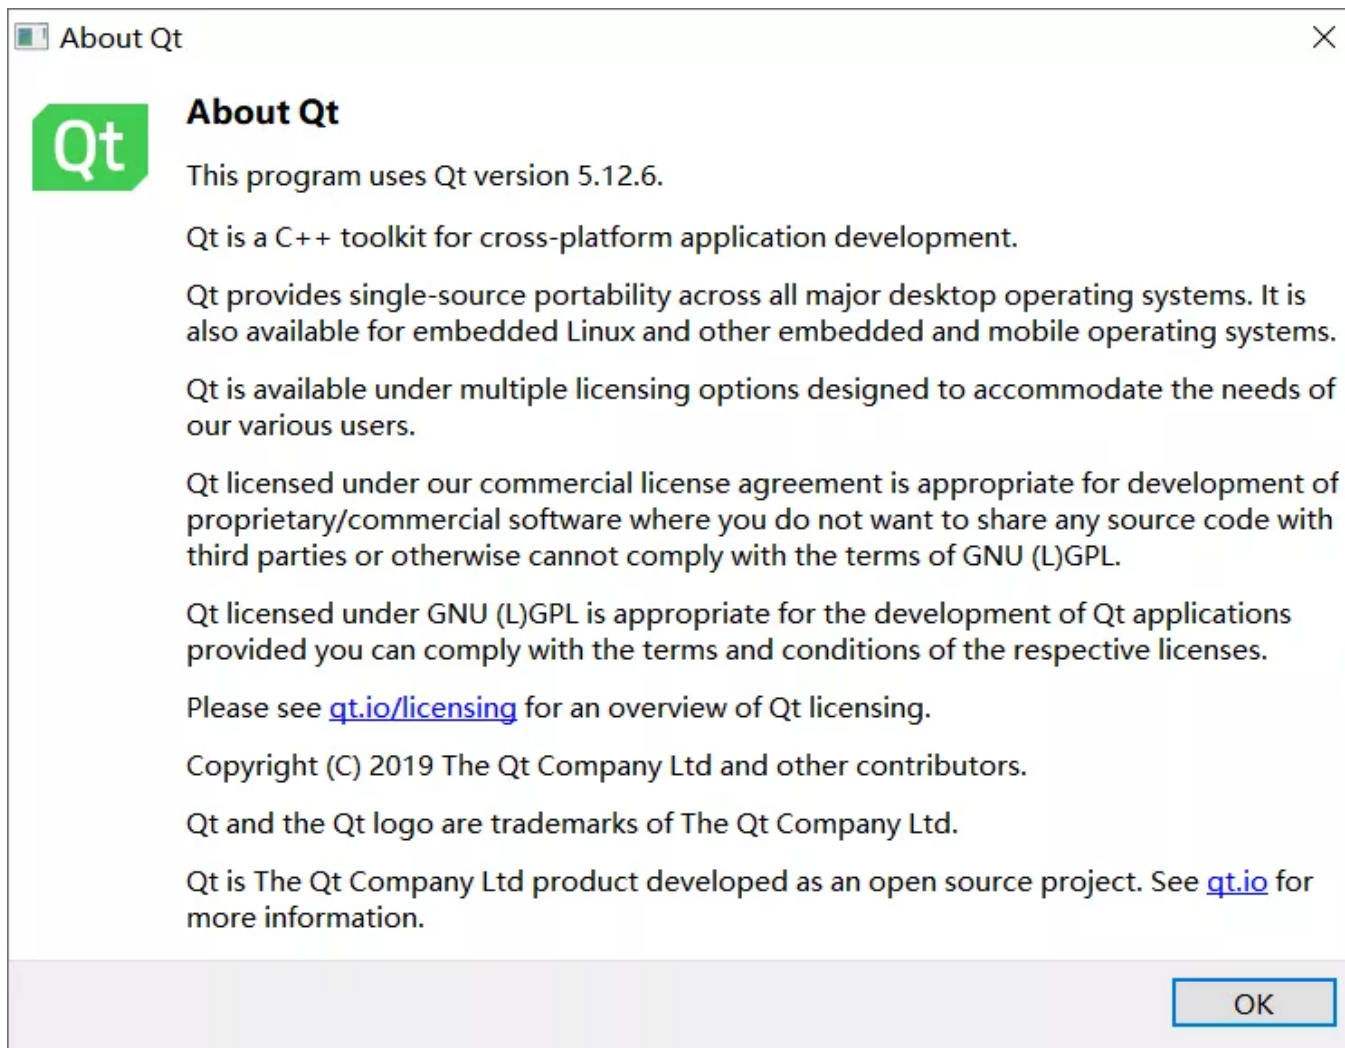 About Qt
Qt
About Qt
This program uses Qt version 5.12.6.
Qt is a C++ toolkit for cross-platform application development.
Qt provides single-source portability across all major desktop operating systems. It is
also available for embedded Linux and other embedded and mobile operating systems.
Qt is available under multiple licensing options designed to accommodate the needs of
our various users.
Qt licensed under our commercial license agreement is appropriate for development of
proprietary/commercial software where you do not want to share any source code with
third parties or otherwise cannot comply with the terms of GNU (L)GPL.
Qt licensed under GNU (L)GPL is appropriate for the development of Qt applications
provided you can comply with the terms and conditions of the respective licenses.
Please see qt.io/licensing for an overview of Qt licensing.
Copyright (C) 2019 The Qt Company Ltd and other contributors.
Qt and the Qt logo are trademarks of The Qt Company Ltd.
Qt is The Qt Company Ltd product developed as an open source project. See qt.io for
more information.
OK